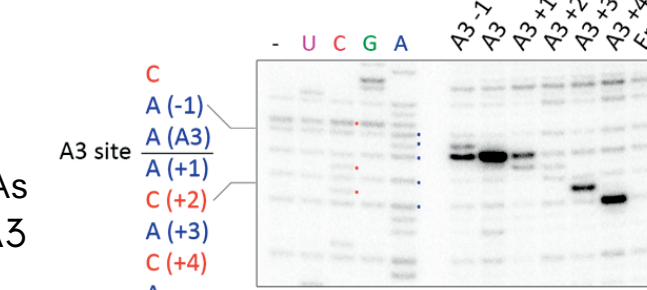 - U C G A
A3 -1 A3 A3 +1 A3 +2 A3 +3 A3 +4
C
A (-1)
A (A3)
A3 site
A (+1)
C (+2)
A (+3)
C (+4)
A
As
A3